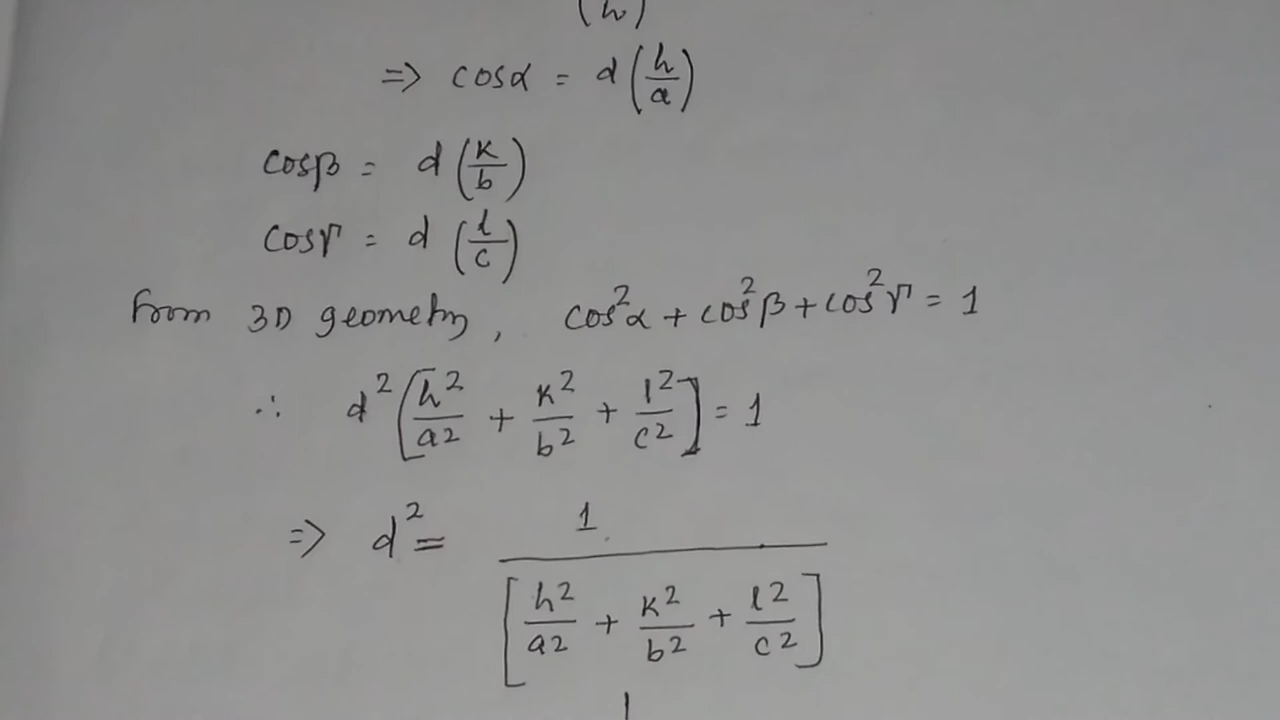 (h)
=> cosα = d(h/a)
cosβ = d(k/b)
cosγ = d(l/c)
From 3D geometry, cos²α + cos²β + cos²γ = 1
∴ d²[h²/a² + k²/b² + l²/c²] = 1
=> d² = 1/[h²/a² + k²/b² + l²/c²]